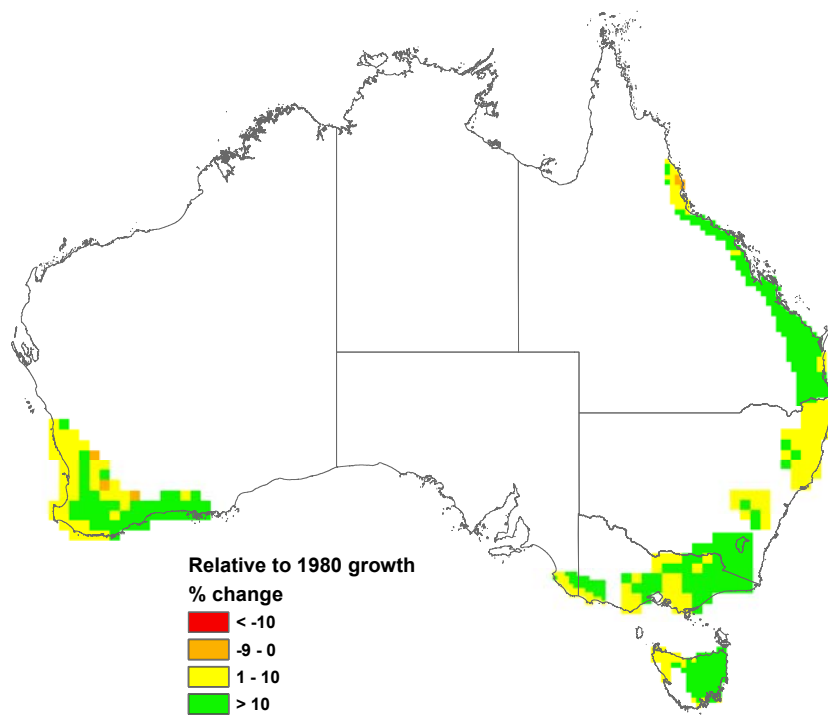 Relative to 1980 growth
% change
< -10
-9 - 0
1 - 10
> 10